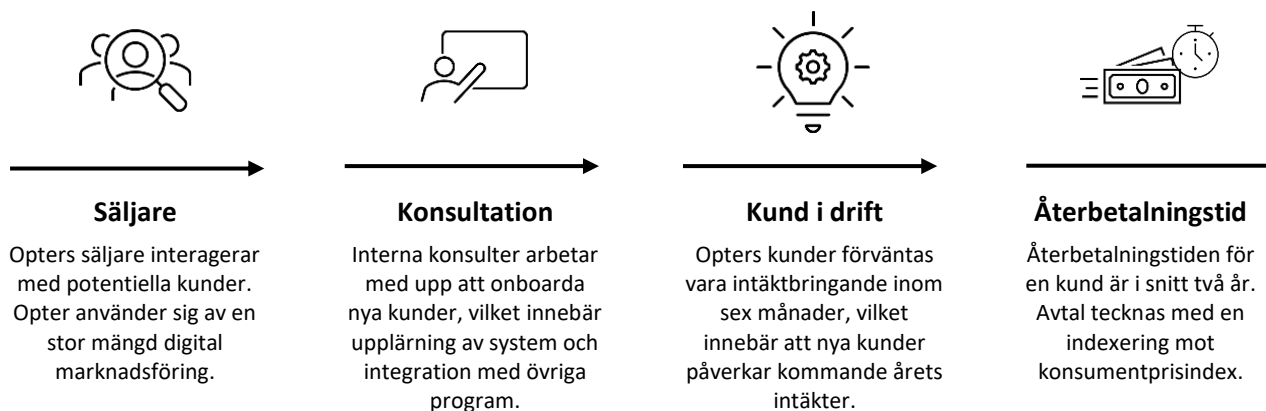 Säljare
Opters säljare interagerar
med potentiella kunder.
Opter använder sig av en
stor mängd digital
marknadsföring.
Konsultation
Interna konsulter arbetar
med upp att onboarda
nya kunder, vilket innebär
upplärning av system och
integration med övriga
program.
Kund i drift
Opters kunder förväntas
vara intäktbringande inom
sex månader, vilket
innebär att nya kunder
påverkar kommande årets
intäkter.
Återbetalningstid
Återbetalningstiden för
en kund är i snitt två år.
Avtal tecknas med en
indexering mot
konsumentprisindex.